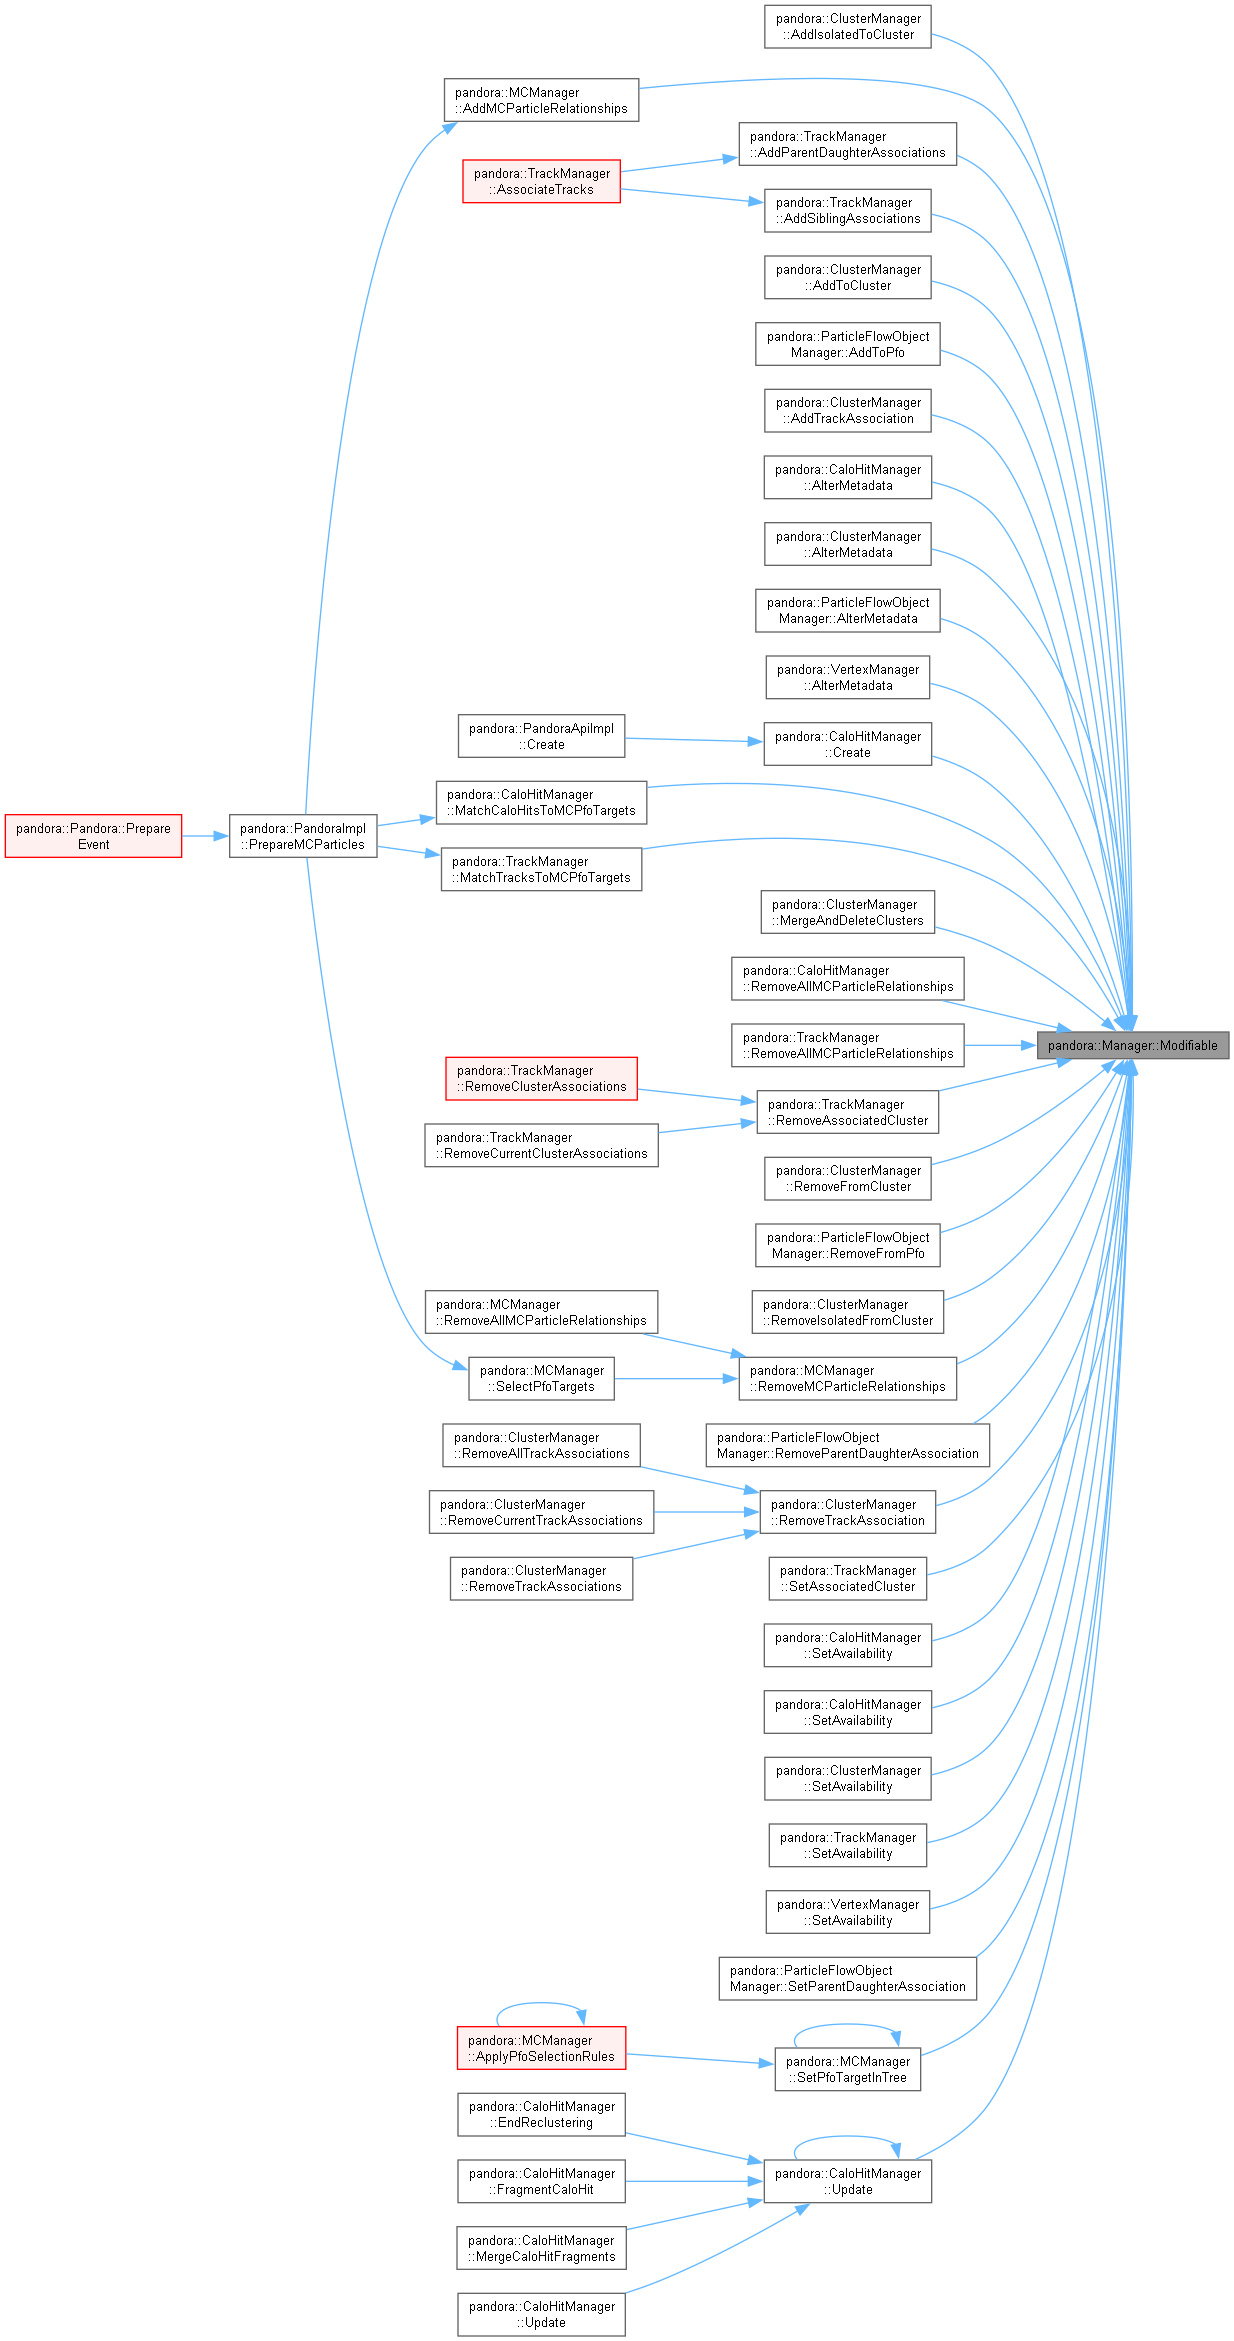 pandora::ClusterManager
::AddIsolatedToCluster
pandora::MCManager
::AddMCParticleRelationships
pandora::TrackManager
::AddParentDaughterAssociations
pandora::TrackManager
::AssociateTracks
pandora::TrackManager
::AddSiblingAssociations
pandora::ClusterManager
::AddToCluster
pandora::ParticleFlowObject
Manager::AddToPfo
pandora::ClusterManager
::AddTrackAssociation
pandora::CaloHitManager
::AlterMetadata
pandora::ClusterManager
::AlterMetadata
pandora::ParticleFlowObject
Manager::AlterMetadata
pandora::VertexManager
::AlterMetadata
pandora::PandoraApiImpl
::Create
pandora::CaloHitManager
::Create
pandora::CaloHitManager
::MatchCaloHitsToMCPfoTargets
pandora::Pandora::Prepare
Event
pandora::PandoraImpl
::PrepareMCParticles
pandora::TrackManager
::MatchTracksToMCPfoTargets
pandora::ClusterManager
::MergeAndDeleteClusters
pandora::CaloHitManager
::RemoveAllMCParticleRelationships
pandora::TrackManager
::RemoveAllMCParticleRelationships
pandora::Manager::Modifiable
pandora::TrackManager
::RemoveClusterAssociations
pandora::TrackManager
::RemoveAssociatedCluster
pandora::TrackManager
::RemoveCurrentClusterAssociations
pandora::ClusterManager
::RemoveFromCluster
pandora::ParticleFlowObject
Manager::RemoveFromPfo
pandora::MCManager
::RemoveAllMCParticleRelationships
pandora::ClusterManager
::RemoveIsolatedFromCluster
pandora::MCManager
::SelectPfoTargets
pandora::MCManager
::RemoveMCParticleRelationships
pandora::ClusterManager
::RemoveAllTrackAssociations
pandora::ParticleFlowObject
Manager::RemoveParentDaughterAssociation
pandora::ClusterManager
::RemoveCurrentTrackAssociations
pandora::ClusterManager
::RemoveTrackAssociation
pandora::ClusterManager
::RemoveTrackAssociations
pandora::TrackManager
::SetAssociatedCluster
pandora::CaloHitManager
::SetAvailability
pandora::CaloHitManager
::SetAvailability
pandora::ClusterManager
::SetAvailability
pandora::TrackManager
::SetAvailability
pandora::VertexManager
::SetAvailability
pandora::ParticleFlowObject
Manager::SetParentDaughterAssociation
pandora::MCManager
::ApplyPfoSelectionRules
pandora::MCManager
::SetPfoTargetInTree
pandora::CaloHitManager
::EndReclustering
pandora::CaloHitManager
::FragmentCaloHit
pandora::CaloHitManager
::Update
pandora::CaloHitManager
::MergeCaloHitFragments
pandora::CaloHitManager
::Update